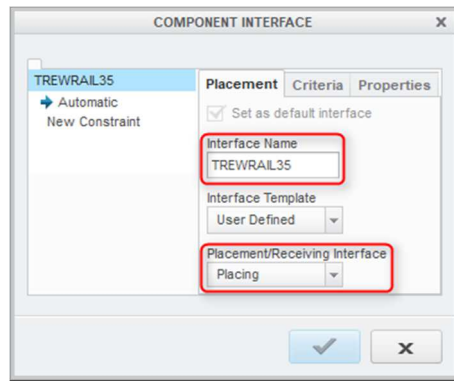 COMPONENT INTERFACE x
TREWRAIL35
Automatic
New Constraint
Placement Criteria Properties
Set as default interface
Interface Name
TREWRAIL35
Interface Template
User Defined
Placement/Receiving Interface
Placing